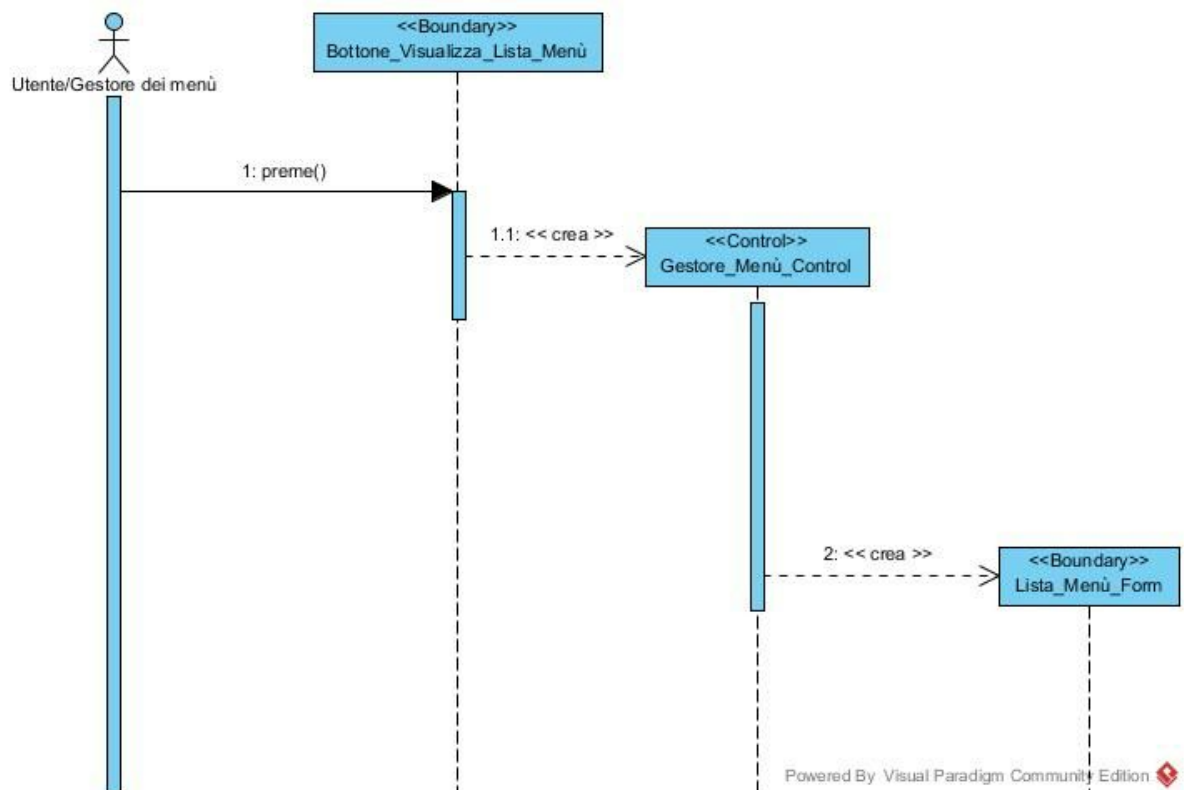 <<Boundary>>
Bottone_Visualizza_Lista_Menù
Utente/Gestore dei menù
1: preme()
1.1: << crea >>
<<Control>>
Gestore_Menù_Control
2: << crea >>
<<Boundary>>
Lista_Menù_Form
Powered By Visual Paradigm Community Edition